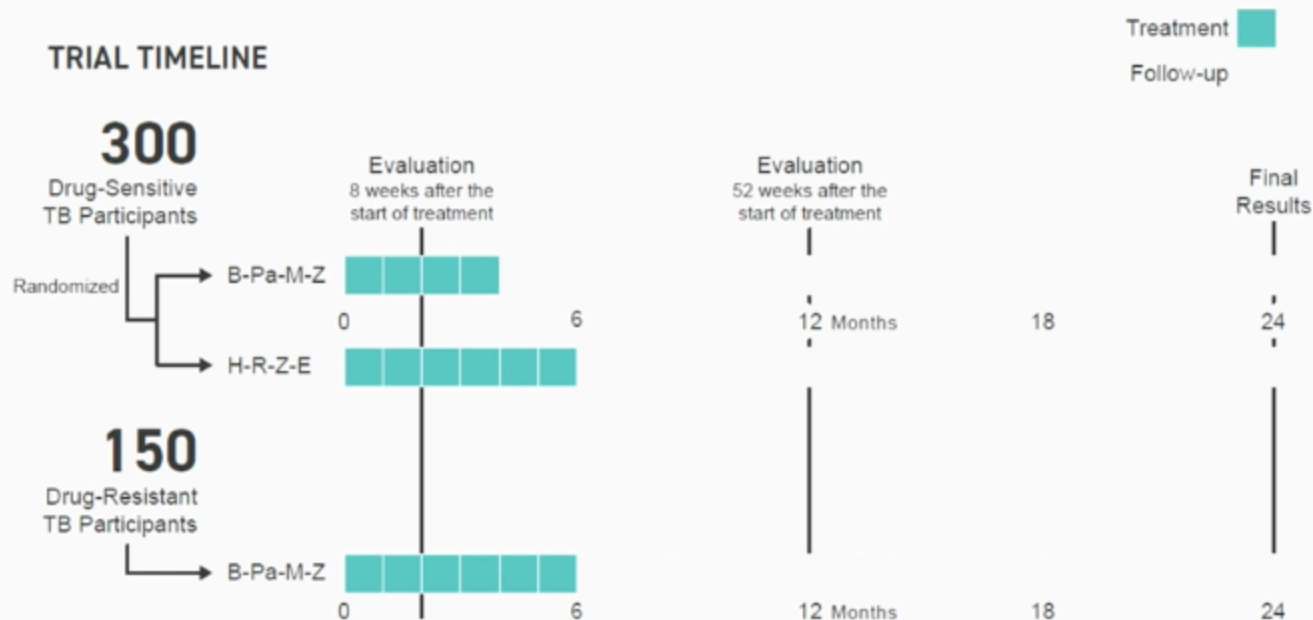 Treatment
Follow-up
TRIAL TIMELINE
300
Drug-Sensitive
TB Participants
Evaluation
8 weeks after the
start of treatment
Evaluation
52 weeks after the
start of treatment
Final
Results
Randomized
B-Pa-M-Z
0 6 12 Months 18 24
H-R-Z-E
150
Drug-Resistant
TB Participants
B-Pa-M-Z
0 6 12 Months 18 24